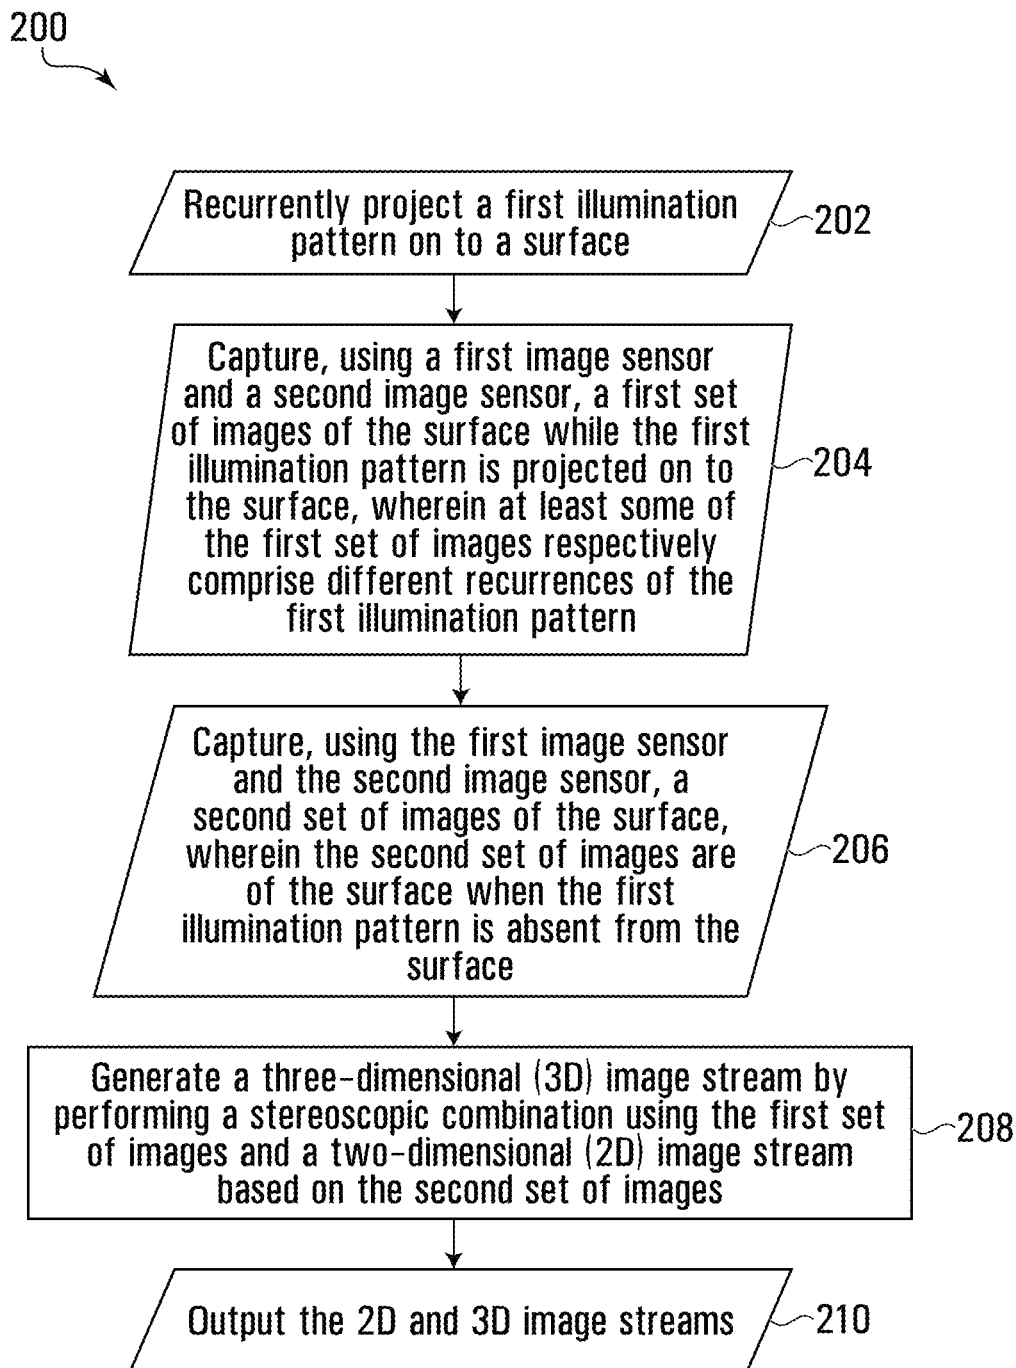 200
Recurrently project a first illumination
pattern on to a surface
202
Capture, using a first image sensor
and a second image sensor, a first set
of images of the surface while the first
illumination pattern is projected on to
the surface, wherein at least some of
the first set of images respectively
comprise different recurrences of the
first illumination pattern
204
Capture, using the first image sensor
and the second image sensor, a
second set of images of the surface,
wherein the second set of images are
of the surface when the first
illumination pattern is absent from the
surface
206
Generate a three-dimensional (3D) image stream by
performing a stereoscopic combination using the first set
of images and a two-dimensional (2D) image stream
based on the second set of images
208
Output the 2D and 3D image streams
210